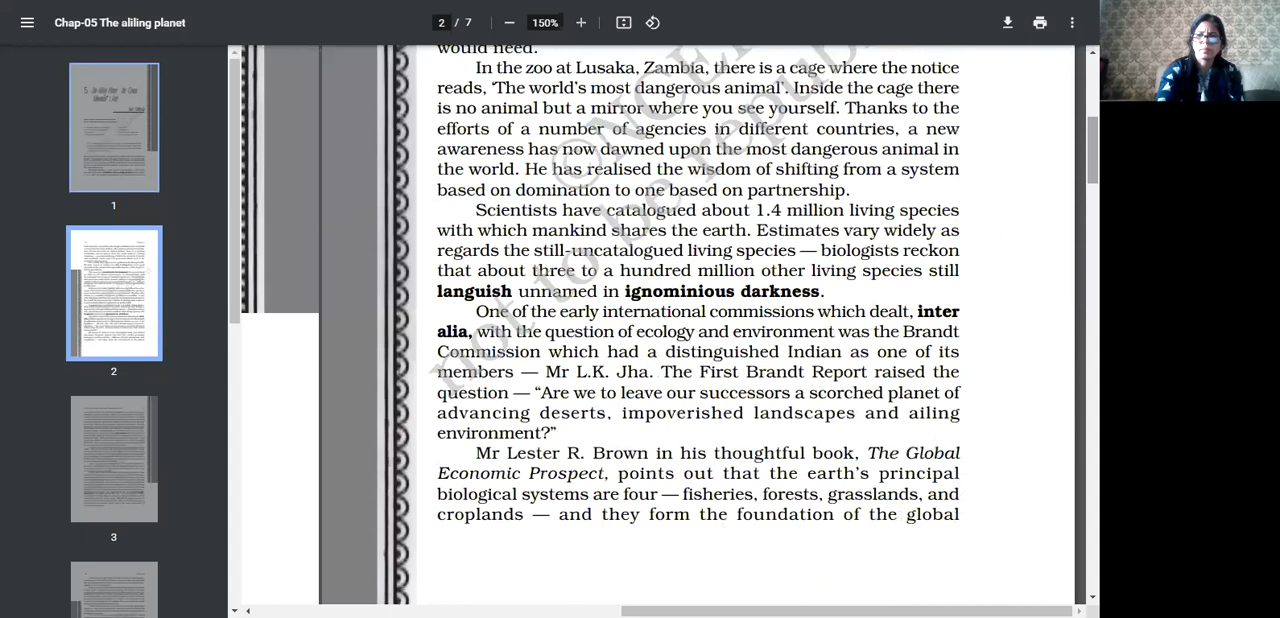 Chap-05 The aliling planet
2 / 7
150%
would need.
In the zoo at Lusaka, Zambia, there is a cage where the notice
reads, ‘The world’s most dangerous animal’. Inside the cage there
is no animal but a mirror where you see yourself. Thanks to the
efforts of a number of agencies in different countries, a new
awareness has now dawned upon the most dangerous animal in
the world. He has realised the wisdom of shifting from a system
based on domination to one based on partnership.
Scientists have catalogued about 1.4 million living species
with which mankind shares the earth. Estimates vary widely as
regards the still uncatalogued living species — biologists reckon
that about three to a hundred million other living species still
languish unnamed in ignominious darkness.
One of the early international commissions which dealt, inter
alia, with the question of ecology and environment was the Brandt
Commission which had a distinguished Indian as one of its
members — Mr L.K. Jha. The First Brandt Report raised the
question — “Are we to leave our successors a scorched planet of
advancing deserts, impoverished landscapes and ailing
environment?”
Mr Lester R. Brown in his thoughtful book, The Global
Economic Prospect, points out that the earth’s principal
biological systems are four — fisheries, forests, grasslands, and
croplands — and they form the foundation of the global
1
2
3